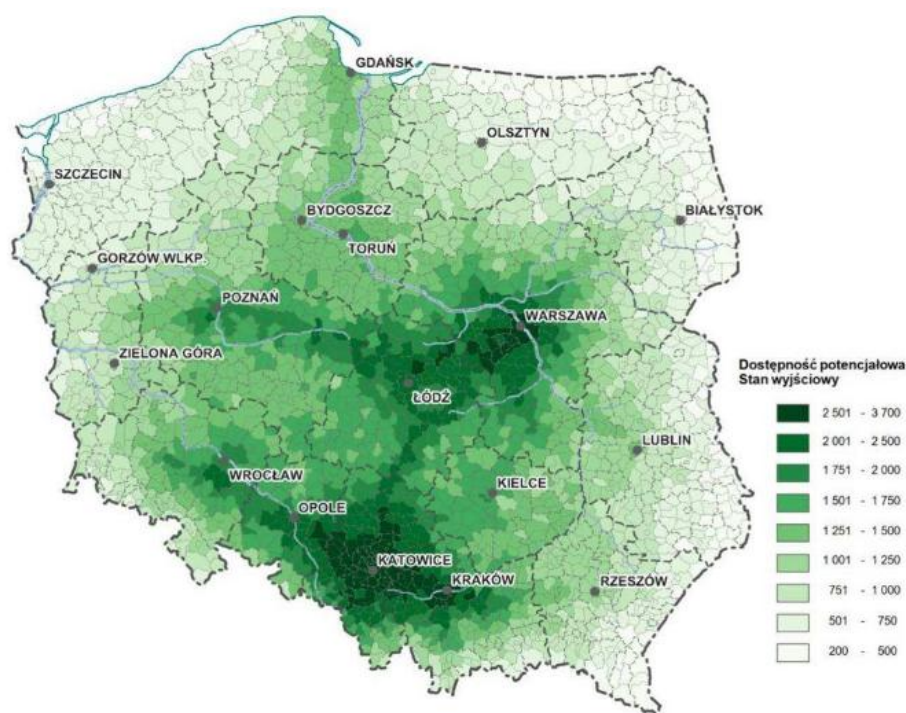 GDAŃSK
OLSZTYN
SZCZECIN
BYDGOSZCZ
BIAŁYSTOK
TORUŃ
GORZÓW WLKP.
POZNAŃ
WARSZAWA
ZIELONA GÓRA
ŁÓDŹ
LUBLIN
WROCŁAW
KIELCE
OPOLE
KATOWICE
KRAKÓW
RZESZÓW
Dostępność potencjałowa
Stan wyjściowy
2 501 - 3 700
2 001 - 2 500
1 751 - 2 000
1 501 - 1 750
1 251 - 1 500
1 001 - 1 250
751 - 1 000
501 - 750
200 - 500